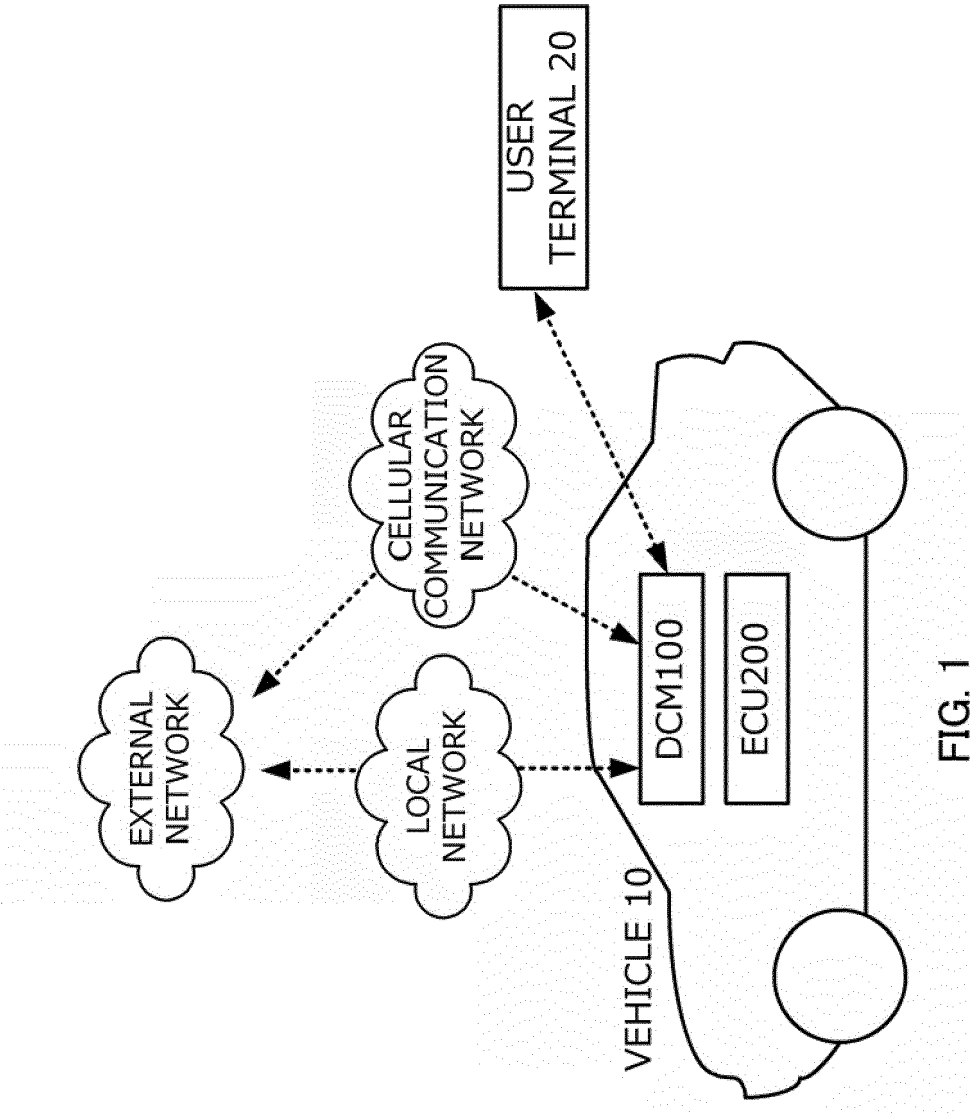 EXTERNAL
NETWORK
LOCAL
NETWORK
CELLULAR
COMMUNICATION
NETWORK
USER
TERMINAL 20
VEHICLE 10
DCM100
ECU200
FIG. 1